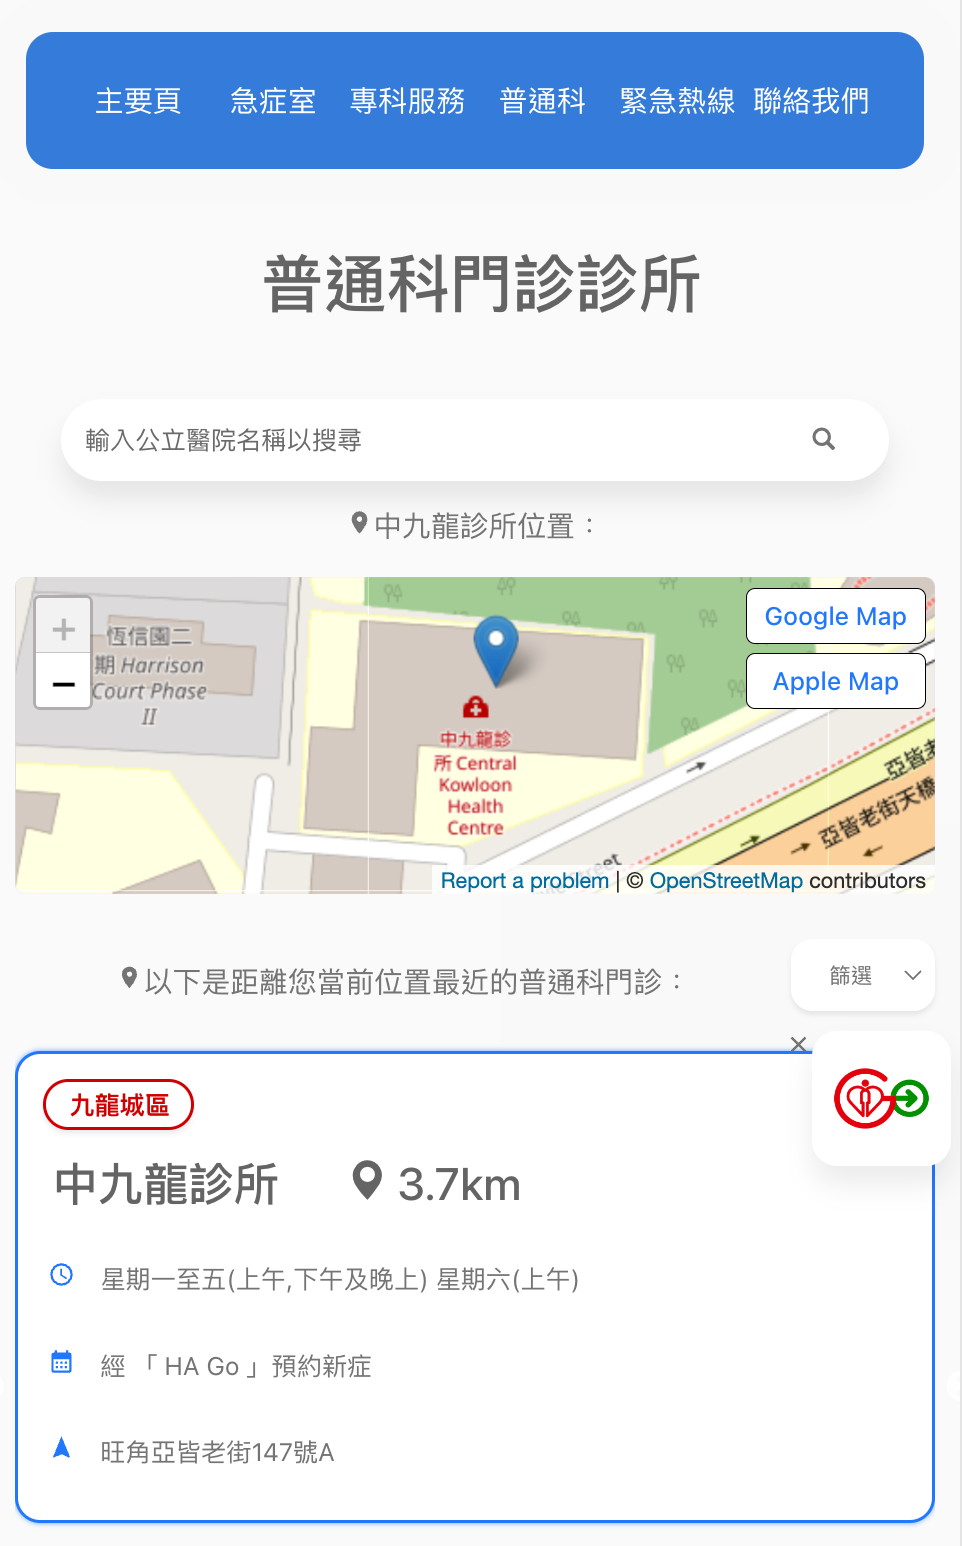 主要頁 急症室 專科服務 普通科 緊急熱線 聯絡我們
普通科門診診所
輸入公立醫院名稱以搜尋
中九龍診所位置：
+
−
Google Map
Apple Map
恆信園二
期 Harrison
Court Phase
II
中九龍診
所 Central
Kowloon
Health
Centre
亞皆老
亞皆老街天橋
Street
Report a problem | © OpenStreetMap contributors
以下是距離您當前位置最近的普通科門診：
篩選
九龍城區
中九龍診所 3.7km
星期一至五(上午,下午及晚上) 星期六(上午)
經 「 HA Go 」預約新症
旺角亞皆老街147號A